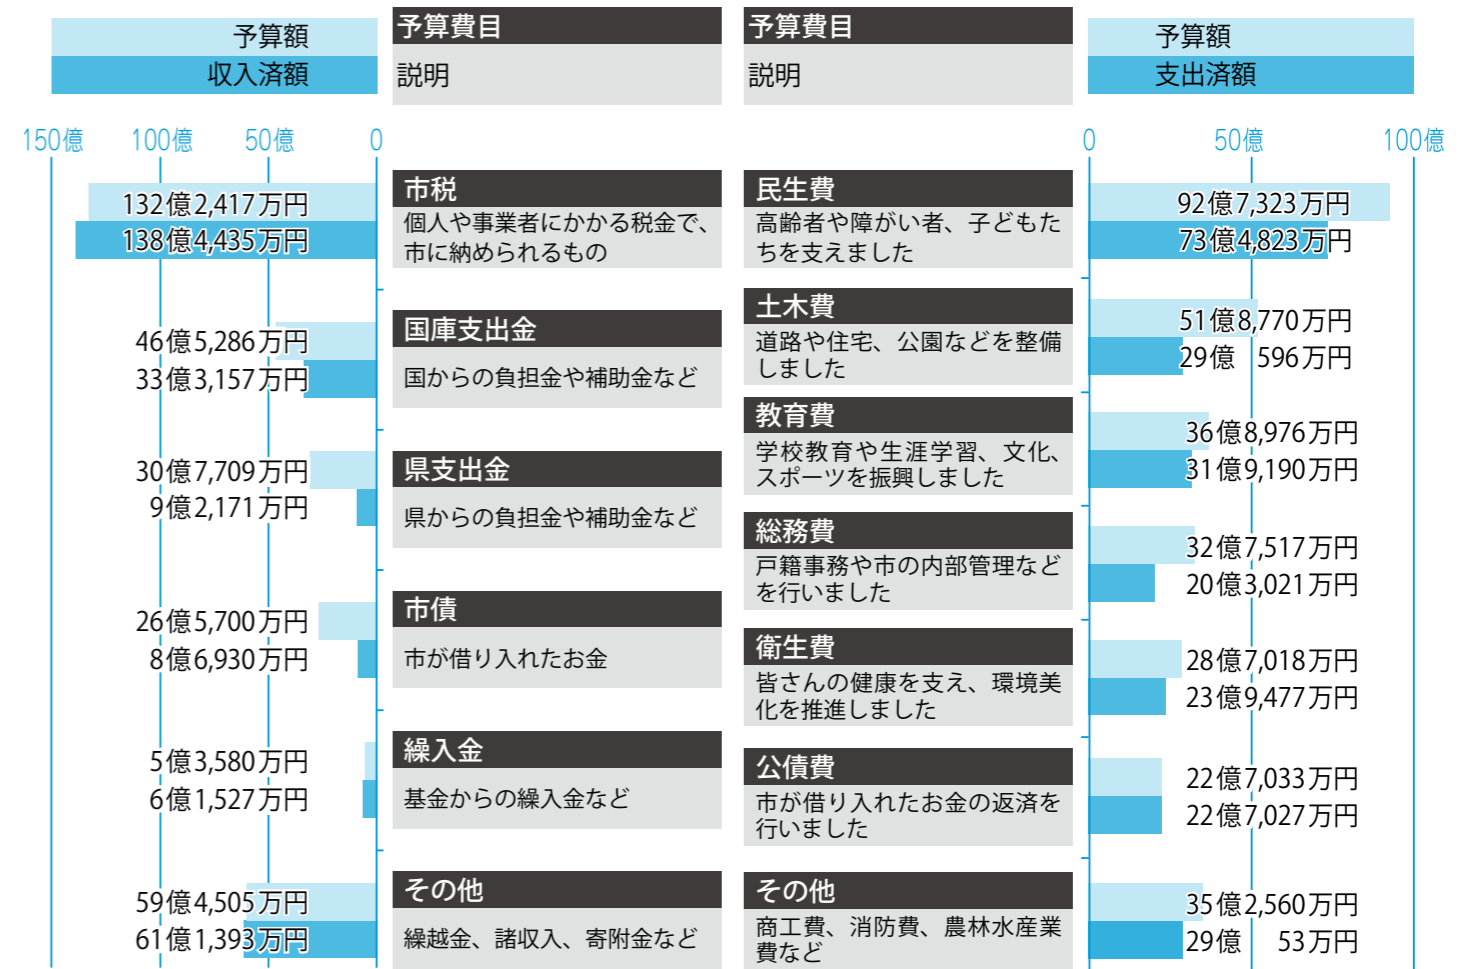 予算額
収入済額
予算費目
説明
予算費目
説明
予算額
支出済額
150億 100億 50億 0
132億2,417万円
138億4,435万円
市税
個人や事業者にかかる税金で、
市に納められるもの
46億5,286万円
33億3,157万円
国庫支出金
国からの負担金や補助金など
30億7,709万円
9億2,171万円
県支出金
県からの負担金や補助金など
26億5,700万円
8億6,930万円
市債
市が借り入れたお金
5億3,580万円
6億1,527万円
繰入金
基金からの繰入金など
59億4,505万円
61億1,393万円
その他
繰越金、諸収入、寄附金など
0 50億 100億
民生費
高齢者や障がい者、子どもた
ちを支えました
92億7,323万円
73億4,823万円
土木費
道路や住宅、公園などを整備
しました
51億8,770万円
29億 596万円
教育費
学校教育や生涯学習、文化、
スポーツを振興しました
36億8,976万円
31億9,190万円
総務費
戸籍事務や市の内部管理など
を行いました
32億7,517万円
20億3,021万円
衛生費
皆さんの健康を支え、環境美
化を推進しました
28億7,018万円
23億9,477万円
公債費
市が借り入れたお金の返済を
行いました
22億7,033万円
22億7,027万円
その他
商工費、消防費、農林水産業
費など
35億2,560万円
29億 53万円